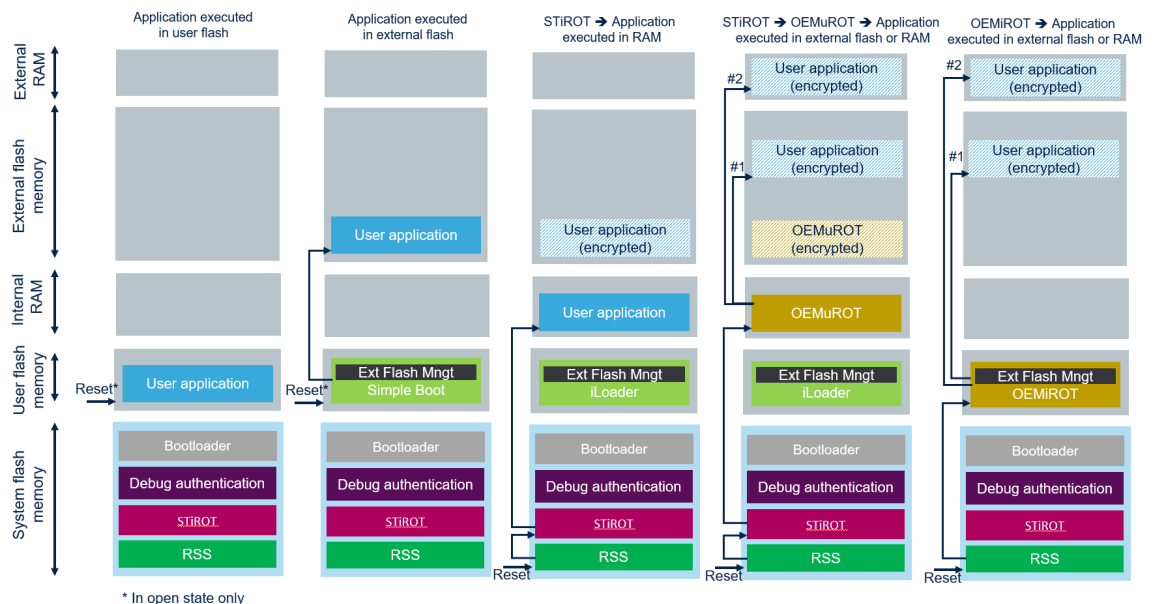 Application executed
in user flash
Application executed
in external flash
STiROT ➔ Application
executed in RAM
STiROT ➔ OEMuROT ➔ Application
executed in external flash or RAM
OEMiROT ➔ Application
executed in external flash or RAM
External
RAM
#2
User application
(encrypted)
#2
User application
(encrypted)
External flash
memory
User application
User application
(encrypted)
#1
User application
(encrypted)
OEMuROT
(encrypted)
#1
User application
(encrypted)
Internal
RAM
User application
OEMuROT
User flash
memory
Reset*
User application
Reset*
Ext Flash Mngt
Simple Boot
Ext Flash Mngt
iLoader
Ext Flash Mngt
iLoader
Ext Flash Mngt
OEMiROT
System flash
memory
Bootloader
Debug authentication
STiROT
RSS
Bootloader
Debug authentication
STiROT
RSS
Bootloader
Debug authentication
STiROT
RSS
Reset
Bootloader
Debug authentication
STiROT
RSS
Reset
Bootloader
Debug authentication
STiROT
RSS
Reset
* In open state only